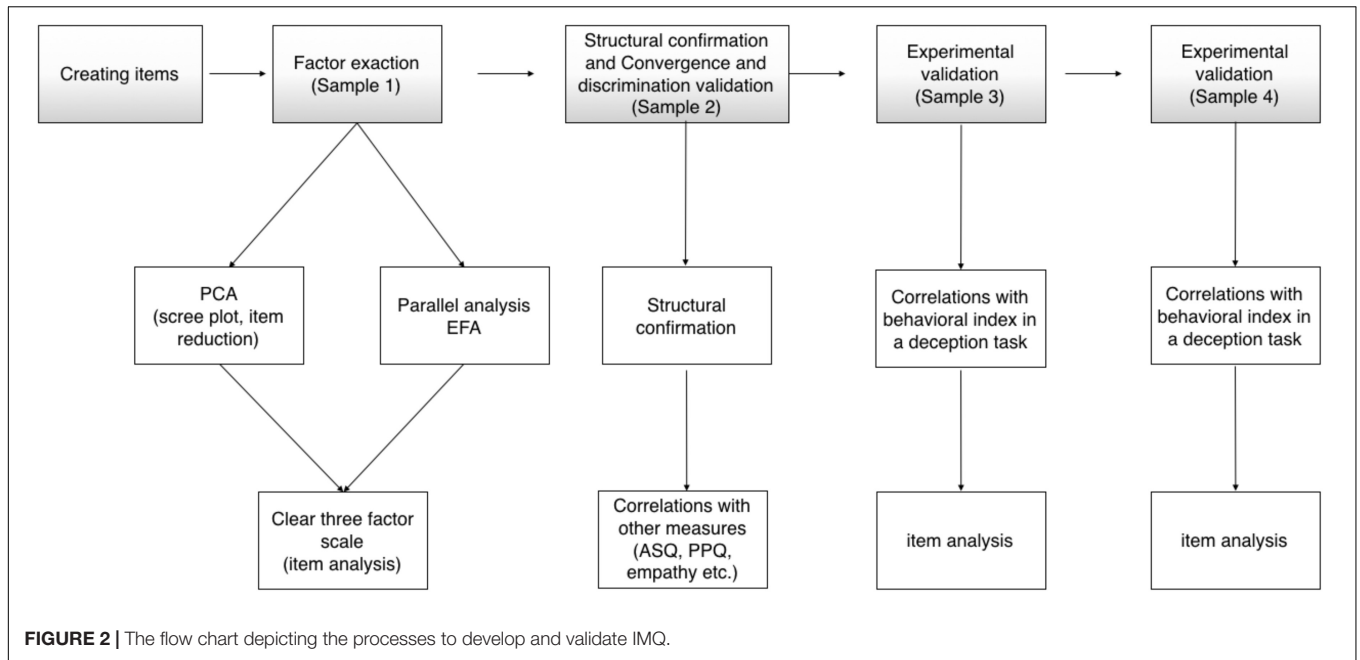 Creating items
Factor exaction
(Sample 1)
Structural confirmation
and Convergence and
discrimination validation
(Sample 2)
Experimental
validation
(Sample 3)
Experimental
validation
(Sample 4)
PCA
(scree plot, item
reduction)
Parallel analysis
EFA
Structural
confirmation
Correlations with
behavioral index in
a deception task
Correlations with
behavioral index in
a deception task
Clear three factor
scale
(item analysis)
Correlations with
other measures
(ASQ, PPQ,
empathy etc.)
item analysis
item analysis
FIGURE 2 | The flow chart depicting the processes to develop and validate IMQ.